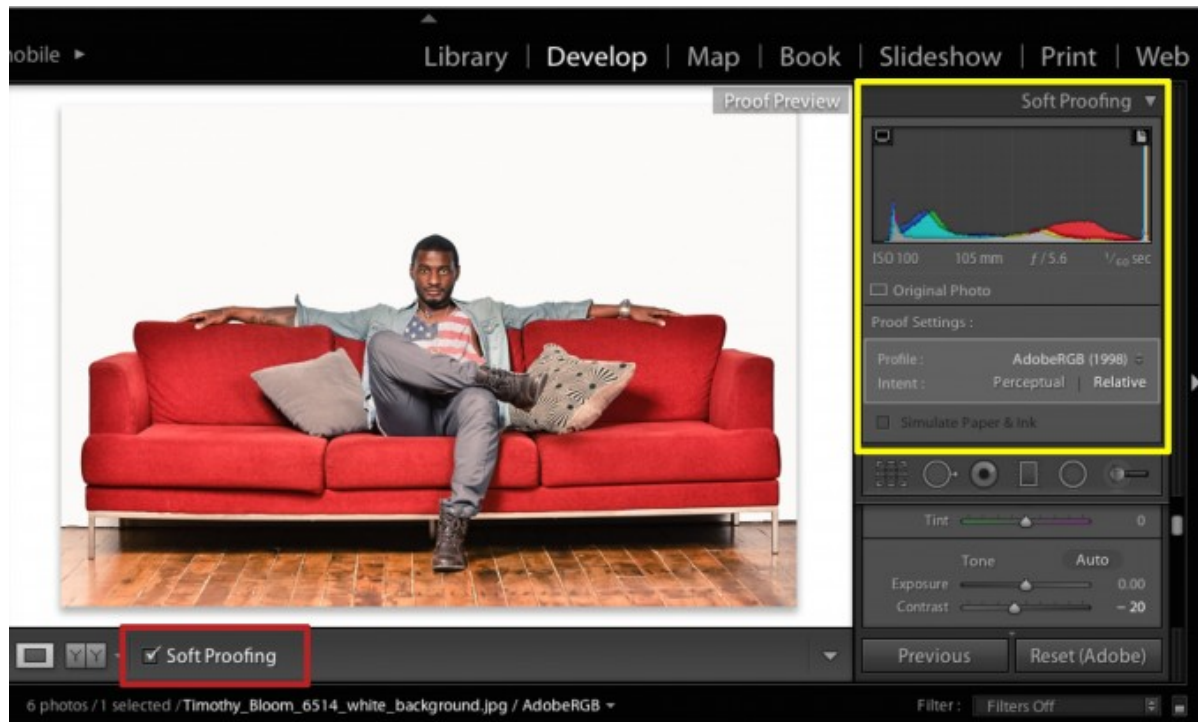 nobile ▸ Library | Develop | Map | Book | Slideshow | Print | Web
Proof Preview
Soft Proofing
ISO 100 105 mm ƒ / 5.6 1/60 sec
Original Photo
Proof Settings :
Profile : AdobeRGB (1998)
Intent : Perceptual | Relative
Simulate Paper & Ink
Tint 0
Tone Auto
Exposure 0.00
Contrast – 20
YY Soft Proofing
Previous Reset (Adobe)
6 photos / 1 selected / Timothy_Bloom_6514_white_background.jpg / AdobeRGB
Filter : Filters Off